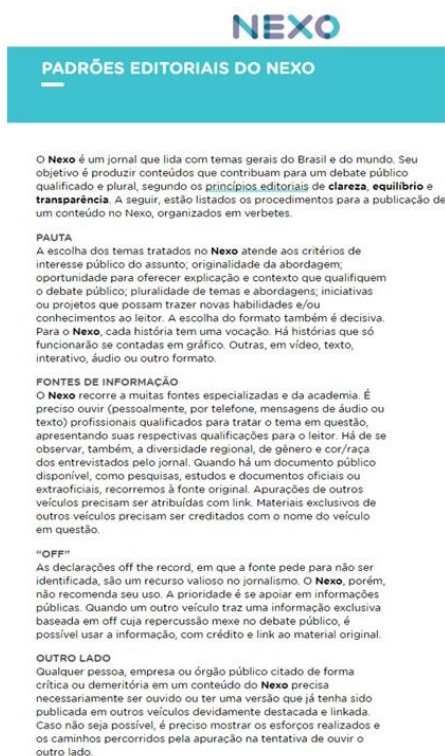 NEXO
PADRÕES EDITORIAIS DO NEXO
O Nexo é um jornal que lida com temas gerais do Brasil e do mundo. Seu
objetivo é produzir conteúdos que contribuam para um debate público
qualificado e plural, segundo os princípios editoriais de clareza, equilíbrio e
transparência. A seguir, estão listados os procedimentos para a publicação de
um conteúdo no Nexo, organizados em verbetes.
PAUTA
A escolha dos temas tratados no Nexo atende aos critérios de
interesse público do assunto; originalidade da abordagem;
oportunidade para oferecer explicação e contexto que qualifiquem
o debate público; pluralidade de temas e abordagens; iniciativas
ou projetos que possam trazer novas habilidades e/ou
conhecimentos ao leitor. A escolha do formato também é decisiva.
Para o Nexo, cada história tem uma vocação. Há histórias que só
funcionarão se contadas em gráfico. Outras, em vídeo, texto,
interativo, áudio ou outro formato.
FONTES DE INFORMAÇÃO
O Nexo recorre a muitas fontes especializadas e da academia. É
preciso ouvir (pessoalmente, por telefone, mensagens de áudio ou
texto) profissionais qualificados para tratar o tema em questão,
apresentando suas respectivas qualificações para o leitor. Há de se
observar, também, a diversidade regional, de gênero e cor/raça
dos entrevistados pelo jornal. Quando há um documento público
disponível, como pesquisas, estudos e documentos oficiais ou
extraoficiais, recorremos à fonte original. Apurações de outros
veículos precisam ser atribuídas com link. Materiais exclusivos de
outros veículos precisam ser creditados com o nome do veículo
em questão.
"OFF"
As declarações off the record, em que a fonte pede para não ser
identificada, são um recurso valioso no jornalismo. O Nexo, porém,
não recomenda seu uso. A prioridade é se apoiar em informações
públicas. Quando um outro veículo traz uma informação exclusiva
baseada em off cuja repercussão mexe no debate público, é
possível usar a informação, com crédito e link ao material original.
OUTRO LADO
Qualquer pessoa, empresa ou órgão público citado de forma
crítica ou demeritória em um conteúdo do Nexo precisa
necessariamente ser ouvido ou ter uma versão que já tenha sido
publicada em outros veículos devidamente destacada e linkada.
Caso não seja possível, é preciso mostrar os esforços realizados e
os caminhos percorridos pela apuração na tentativa de ouvir o
outro lado.